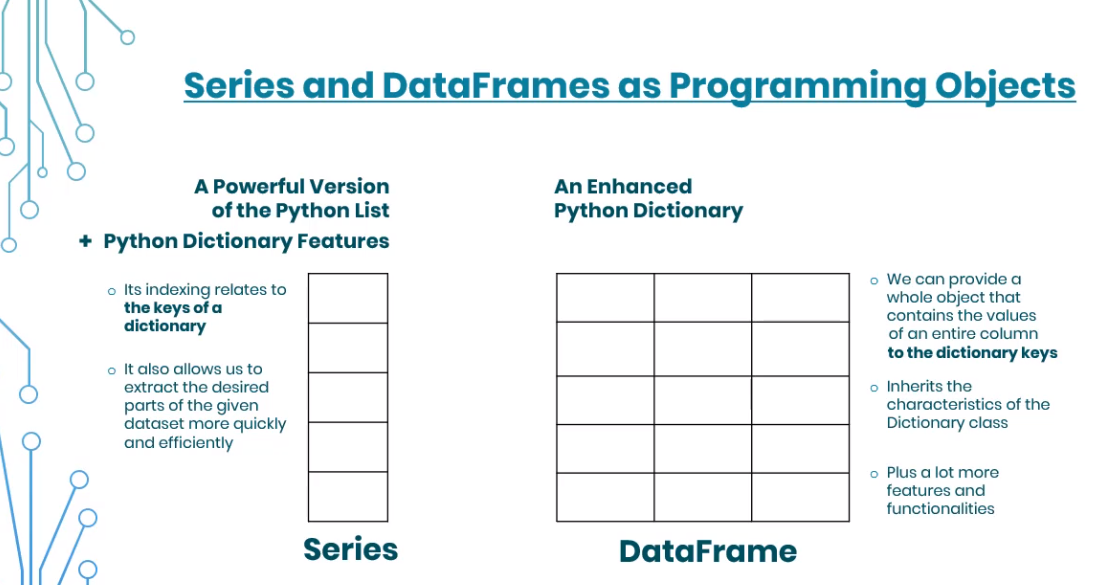 Series and DataFrames as Programming Objects
A Powerful Version
of the Python List
+ Python Dictionary Features
o Its indexing relates to
the keys of a
dictionary
o It also allows us to
extract the desired
parts of the given
dataset more quickly
and efficiently
Series
An Enhanced
Python Dictionary
o We can provide a
whole object that
contains the values
of an entire column
to the dictionary keys
o Inherits the
characteristics of the
Dictionary class
o Plus a lot more
features and
functionalities
DataFrame